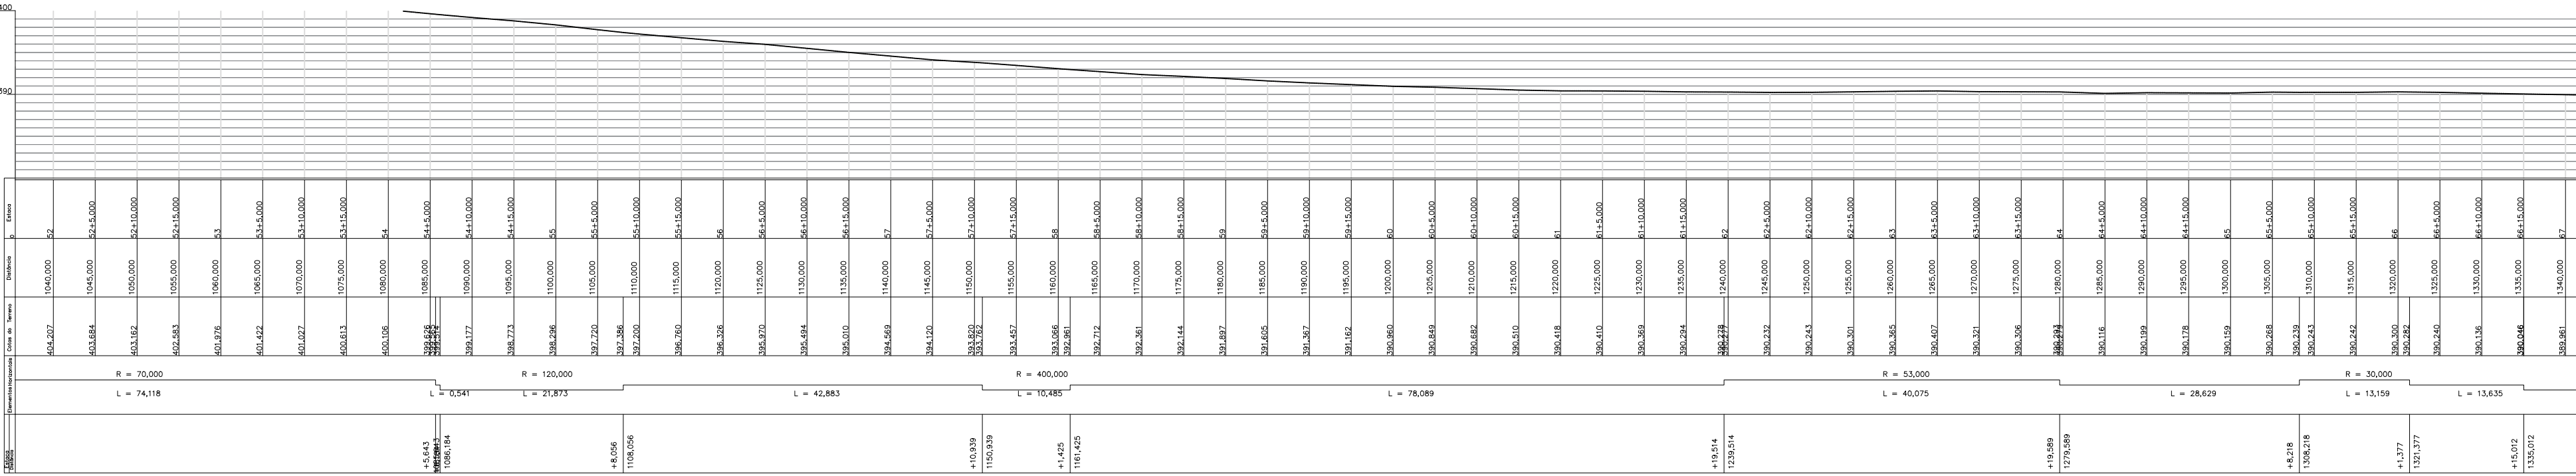 400
390
Estaca 52 52+5,000 52+10,000 52+15,000 53 53+5,000 53+10,000 53+15,000 54 54+5,000 54+10,000 54+15,000 55 55+5,000 55+10,000 55+15,000 56 56+5,000 56+10,000 56+15,000 57 57+5,000 57+10,000 57+15,000 58 58+5,000 58+10,000 58+15,000 59 59+5,000 59+10,000 59+15,000 60 60+5,000 60+10,000 60+15,000 61 61+5,000 61+10,000 61+15,000 62 62+5,000 62+10,000 62+15,000 63 63+5,000 63+10,000 63+15,000 64 64+5,000 64+10,000 64+15,000 65 65+5,000 65+10,000 65+15,000 66 66+5,000 66+10,000 66+15,000 67
Distância 1040,000 1045,000 1050,000 1055,000 1060,000 1065,000 1070,000 1075,000 1080,000 1085,000 1090,000 1095,000 1100,000 1105,000 1110,000 1115,000 1120,000 1125,000 1130,000 1135,000 1140,000 1145,000 1150,000 1155,000 1160,000 1165,000 1170,000 1175,000 1180,000 1185,000 1190,000 1195,000 1200,000 1205,000 1210,000 1215,000 1220,000 1225,000 1230,000 1235,000 1240,000 1245,000 1250,000 1255,000 1260,000 1265,000 1270,000 1275,000 1280,000 1285,000 1290,000 1295,000 1300,000 1305,000 1310,000 1315,000 1320,000 1325,000 1330,000 1335,000 1340,000
Cotas do Terreno 404,207 403,684 403,162 402,583 401,976 401,422 401,027 400,613 400,106 399,626 399,177 398,773 398,296 397,720 397,386 397,200 396,760 396,326 395,970 395,494 395,010 394,569 394,120 393,820 393,762 393,457 393,066 392,961 392,712 392,361 392,144 391,897 391,605 391,367 391,162 390,960 390,849 390,682 390,510 390,418 390,410 390,369 390,294 390,278 390,232 390,243 390,301 390,365 390,407 390,321 390,306 390,116 390,199 390,178 390,159 390,268 390,239 390,243 390,242 390,300 390,282 390,240 390,136 390,046 389,961
Elementos Horizontais
R = 70,000 R = 120,000 R = 400,000 R = 53,000 R = 30,000
L = 74,118 L = 0,541 L = 21,873 L = 42,883 L = 10,485 L = 78,089 L = 40,075 L = 28,629 L = 13,159 L = 13,635
+5,643 1086,184 +8,056 1108,056 +10,939 1150,939 +1,425 1161,425 +19,514 1239,514 +19,589 1279,589 +8,218 1308,218 +1,377 1321,377 +15,012 1335,012